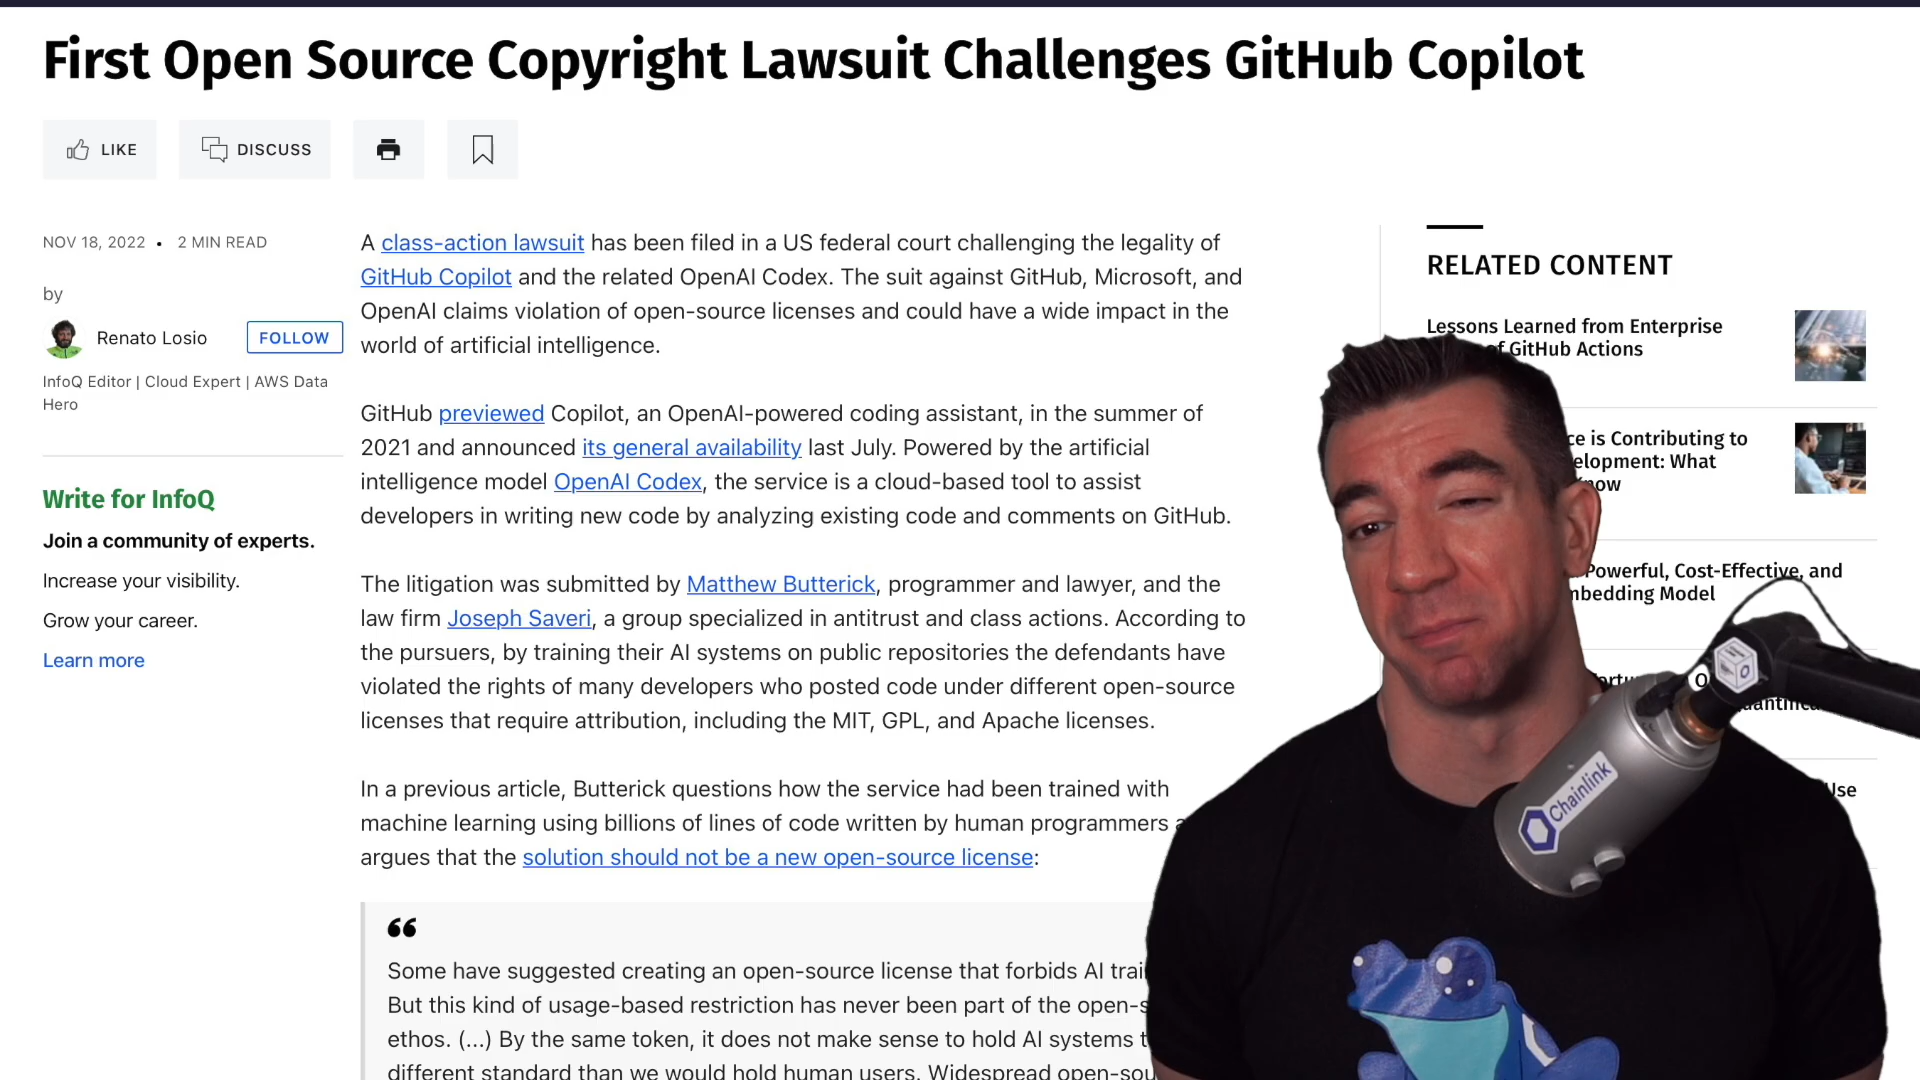 First Open Source Copyright Lawsuit Challenges GitHub Copilot
LIKE
DISCUSS
NOV 18, 2022 • 2 MIN READ
by
Renato Losio
FOLLOW
InfoQ Editor | Cloud Expert | AWS Data
Hero
Write for InfoQ
Join a community of experts.
Increase your visibility.
Grow your career.
Learn more
A class-action lawsuit has been filed in a US federal court challenging the legality of
GitHub Copilot and the related OpenAI Codex. The suit against GitHub, Microsoft, and
OpenAI claims violation of open-source licenses and could have a wide impact in the
world of artificial intelligence.
GitHub previewed Copilot, an OpenAI-powered coding assistant, in the summer of
2021 and announced its general availability last July. Powered by the artificial
intelligence model OpenAI Codex, the service is a cloud-based tool to assist
developers in writing new code by analyzing existing code and comments on GitHub.
The litigation was submitted by Matthew Butterick, programmer and lawyer, and the
law firm Joseph Saveri, a group specialized in antitrust and class actions. According to
the pursuers, by training their AI systems on public repositories the defendants have
violated the rights of many developers who posted code under different open-source
licenses that require attribution, including the MIT, GPL, and Apache licenses.
In a previous article, Butterick questions how the service had been trained with
machine learning using billions of lines of code written by human programmers
argues that the solution should not be a new open-source license:
“
Some have suggested creating an open-source license that forbids AI
But this kind of usage-based restriction has never been part of the
ethos. (...) By the same token, it does not make sense to hold AI systems
different standard than we would hold human users. Widespread
RELATED CONTENT
Lessons Learned from Enterprise
of GitHub Actions
is Contributing to
What
Powerful, Cost-Effective, and
Model
Use
Chainlink